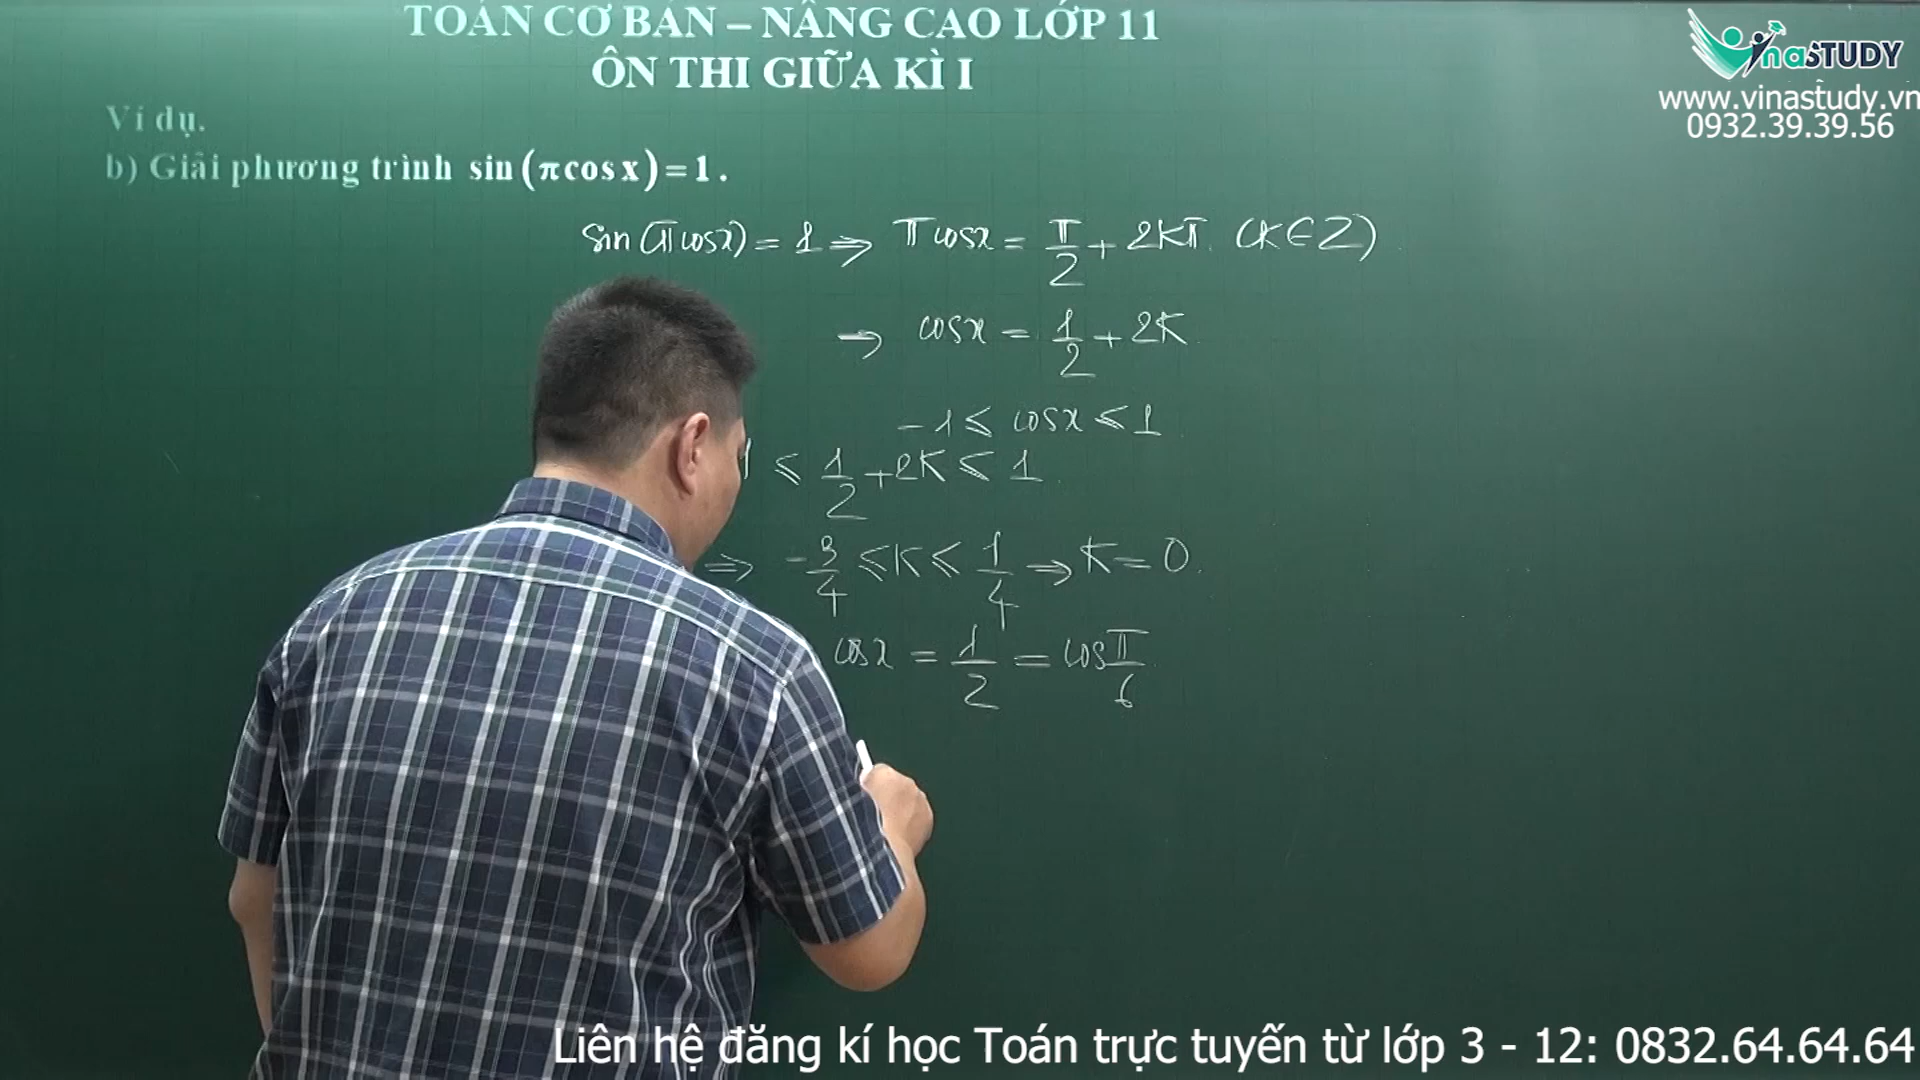 TOÁN CƠ BẢN – NÂNG CAO LỚP 11
ÔN THI GIỮA KÌ I
VinaSTUDY
www.vinastudy.vn
0932.39.39.56
Ví dụ.
b) Giải phương trình sin(πcosx)=1.
Sin(πcosx) = 1 ⇒ πcosx = π/2 + 2kπ. (k∈Z)
⇒ cosx = 1/2 + 2k
-1 ≤ cosx ≤ 1
1 ≤ 1/2 + 2k ≤ 1
⇒ -3/4 ≤ k ≤ 1/4 ⇒ k = 0.
cosx = 1/2 = cos π/6
Liên hệ đăng kí học Toán trực tuyến từ lớp 3 - 12: 0832.64.64.64